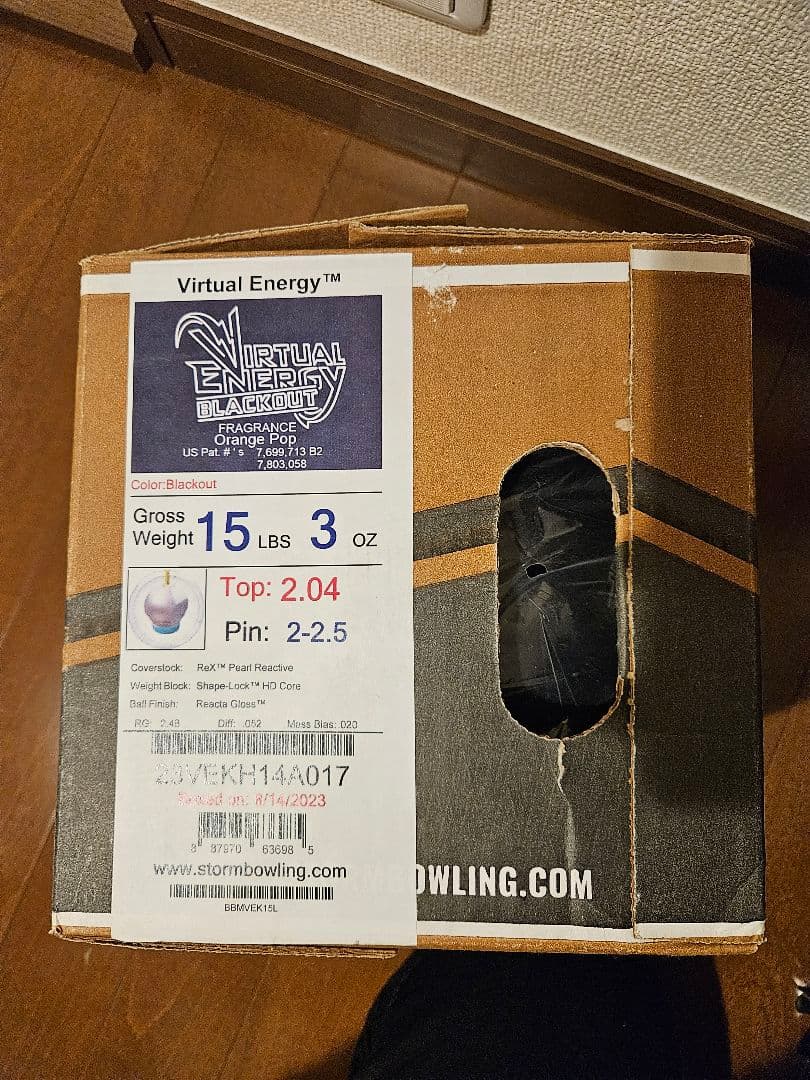 Virtual Energy™
VIRTUAL
ENERGY
BLACKOUT
FRAGRANCE
Orange Pop
US Pat. # ' s 7,699,713 B2
7,803,058
Color:Blackout
Gross
Weight 15 LBS 3 OZ
Top: 2.04
Pin: 2-2.5
Coverstock: ReX™ Pearl Reactive
Weight Block: Shape-Lock™ HD Core
Ball Finish: Reacta Gloss™
RG: 2.48 Diff: .052 Mass Bias: .020
23VEKH14A017
Tested on: 8/14/2023
8 87970 63698 5
www.stormbowling.com
BBMVEK15L
OWLING.COM